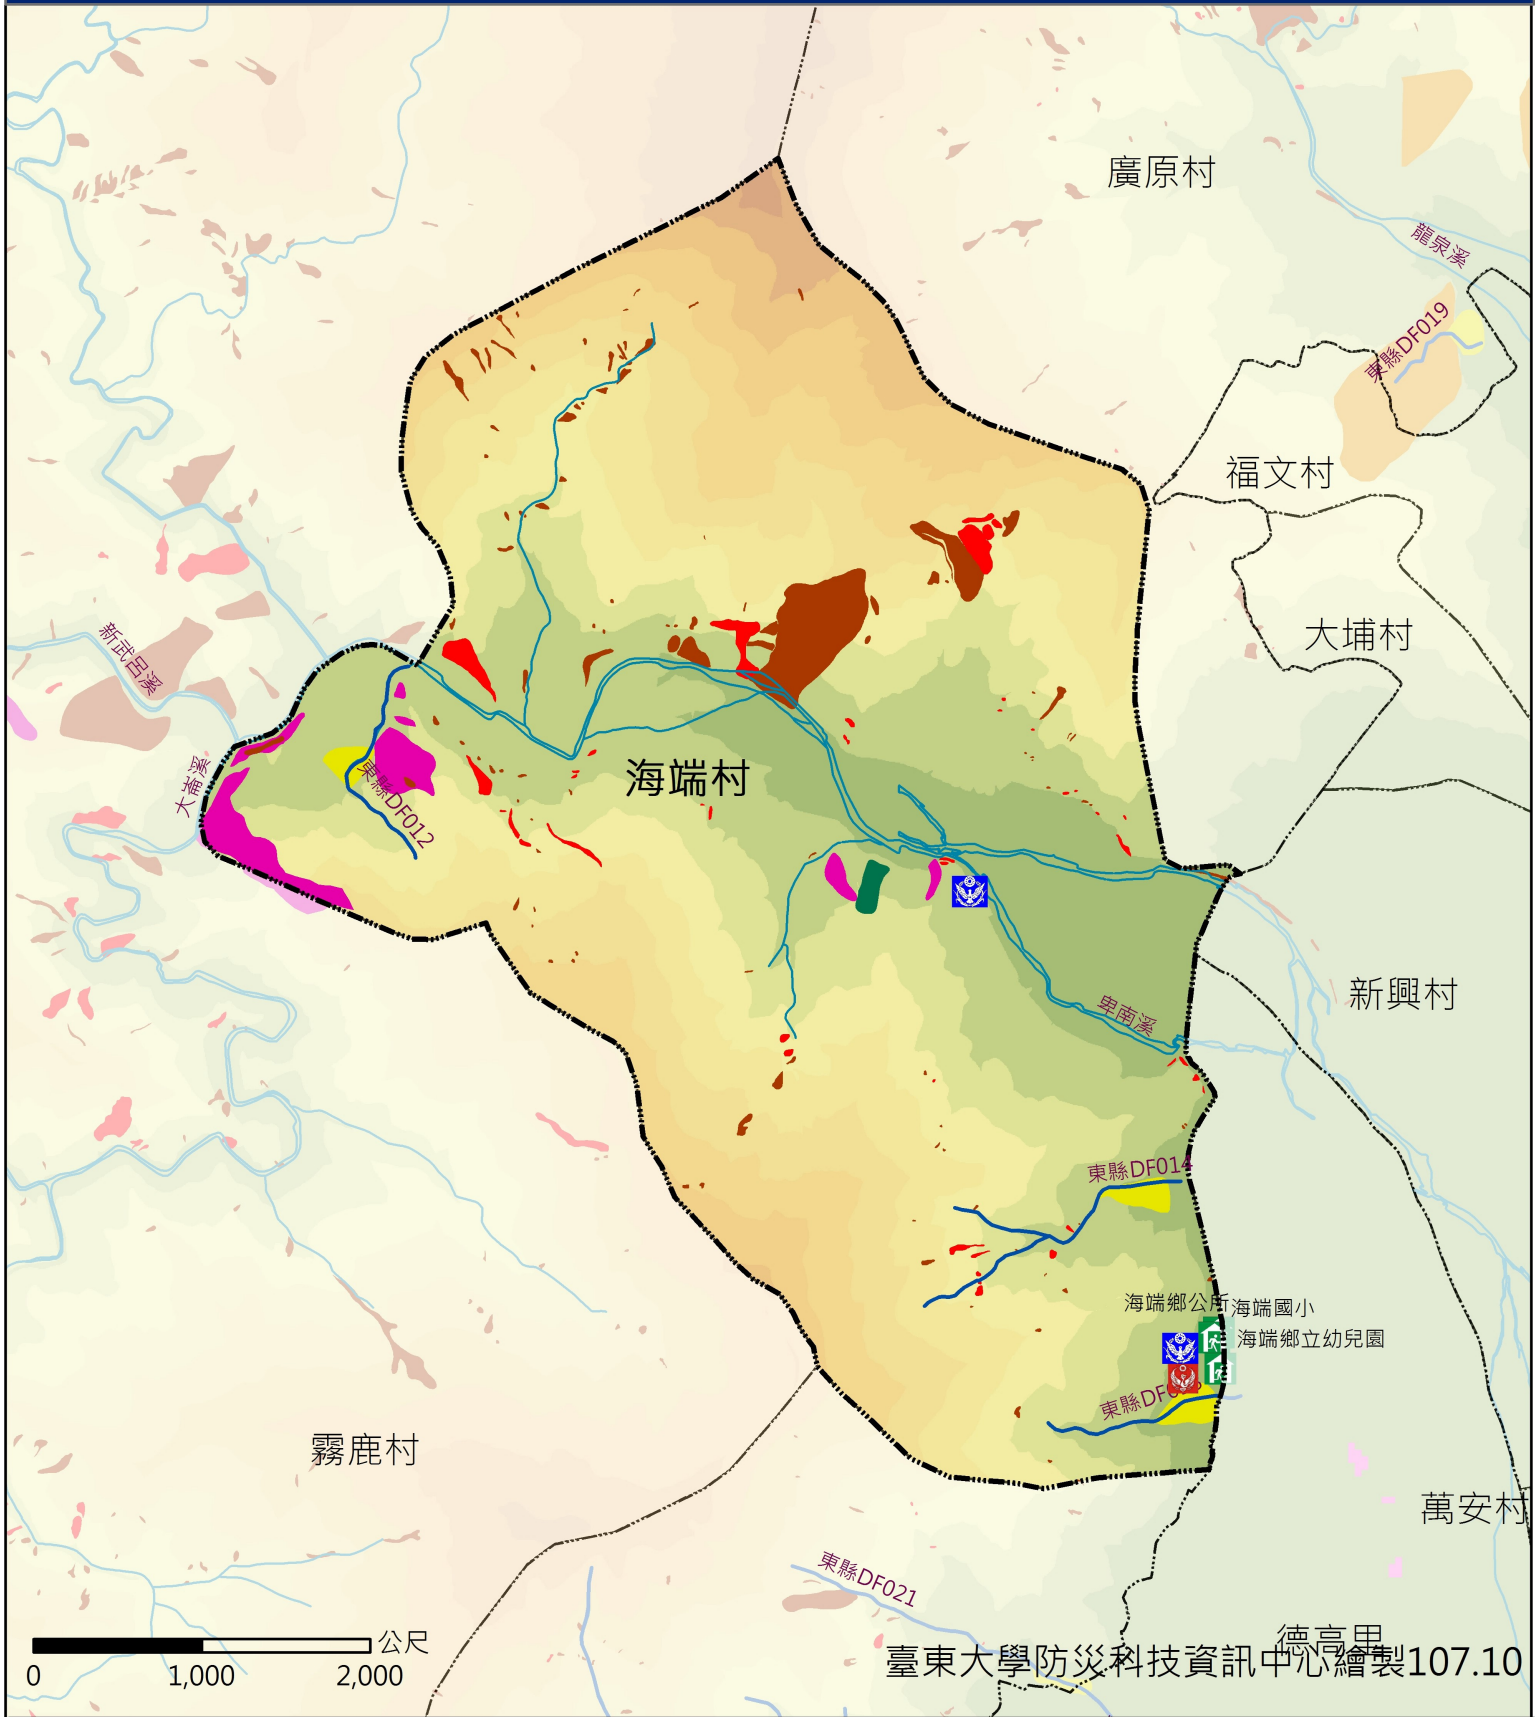 廣原村
龍泉溪
東縣DF019
福文村
大埔村
新武呂溪
大崙溪
東縣DF012
海端村
新興村
卑南溪
東縣DF014
海端鄉公所
海端國小
海端鄉立幼兒園
東縣DF
霧鹿村
萬安村
東縣DF021
德高里
公尺
0 1,000 2,000
臺東大學防災科技資訊中心繪製107.10